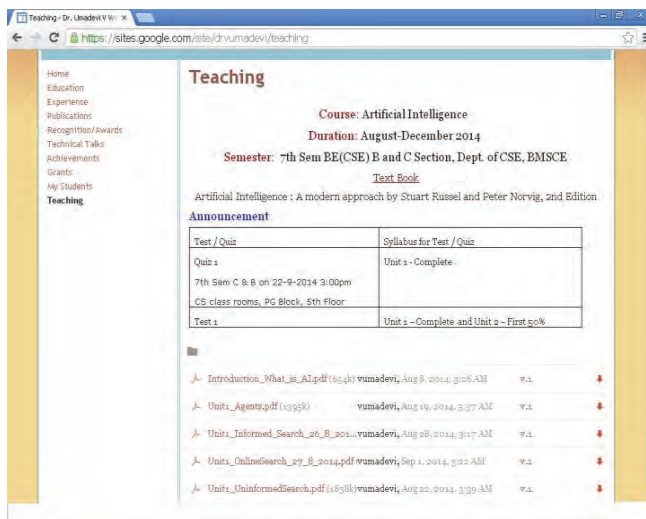 Teaching - Dr. Umadevi V W
https://sites.google.com/site/drvumadevi/teaching
Home
Education
Experience
Publications
Recognition/Awards
Technical Talks
Achievements
Grants
My Students
Teaching
Teaching
Course: Artificial Intelligence
Duration: August-December 2014
Semester: 7th Sem BE(CSE) B and C Section, Dept. of CSE, BMSCE
Text Book
Artificial Intelligence : A modern approach by Stuart Russel and Peter Norvig, 2nd Edition
Announcement
Test / Quiz Syllabus for Test / Quiz
Quiz 1 Unit 1 - Complete
7th Sem C & B on 22-9-2014 3:00pm
CS class rooms, PG Block, 5th Floor
Test 1 Unit 1 – Complete and Unit 2 – First 50%
Introduction_What_is_AI.pdf (654k) vumadevi, Aug 8, 2014, 3:26 AM v.1
Unit1_Agents.pdf (1395k) vumadevi, Aug 19, 2014, 5:37 AM v.1
Unit1_Informed_Search_26_8_201... vumadevi, Aug 28, 2014, 3:17 AM v.1
Unit1_OnlineSearch_27_8_2014.pdf vumadevi, Sep 1, 2014, 3:22 AM v.1
Unit1_UninformedSearch.pdf (1838k) vumadevi, Aug 22, 2014, 3:39 AM v.1